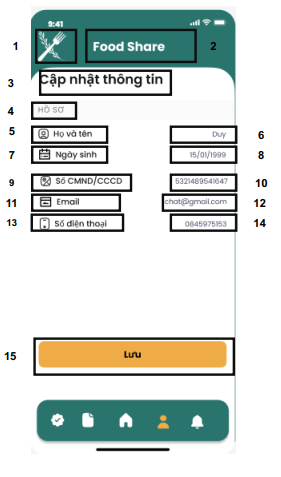 9:41
1 Food Share 2
3 Cập nhật thông tin
4 HỒ SƠ
5 Họ và tên Duy 6
7 Ngày sinh 15/01/1999 8
9 Số CMND/CCCD 5321489541647 10
11 Email chat@gmail.com 12
13 Số điện thoại 0845975153 14
15 Lưu